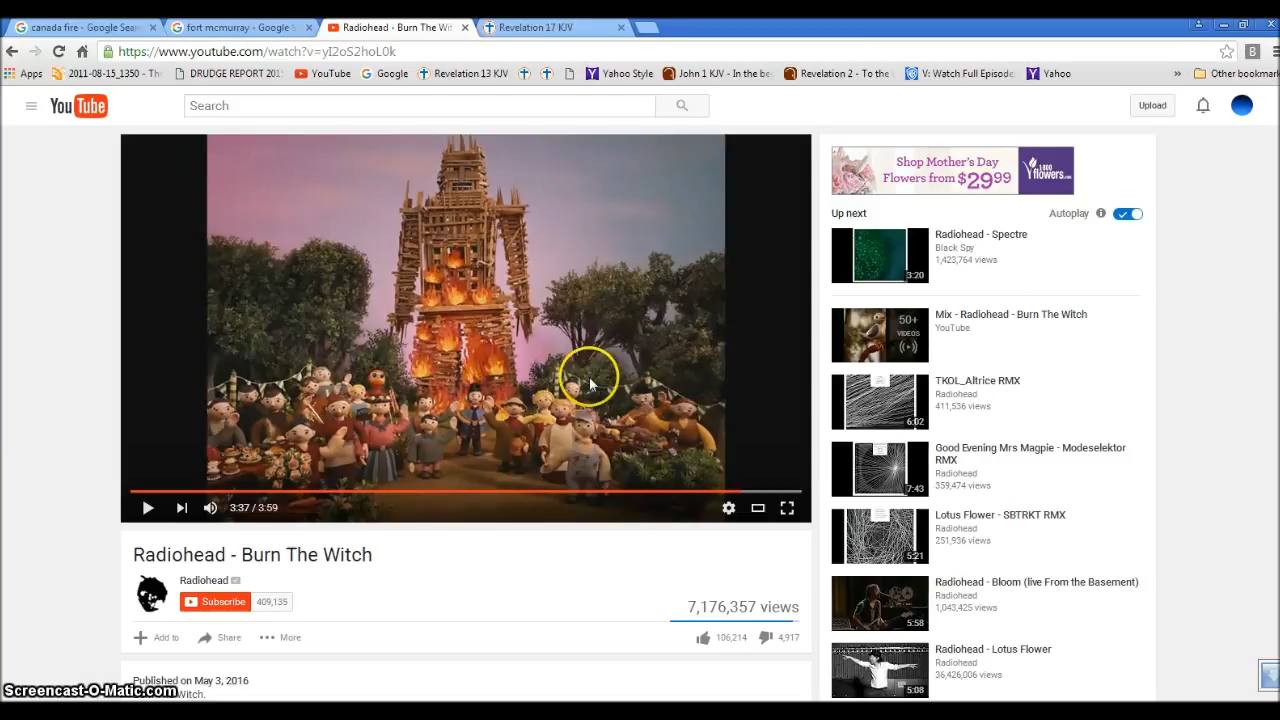 canada fire - Google Sear
fort mcmurray - Google S
Radiohead - Burn The Wit
Revelation 17 KJV
https://www.youtube.com/watch?v=yI2oS2hoL0k
Apps
2011-08-15_1350 - Th
DRUDGE REPORT 201
YouTube
Google
Revelation 13 KJV
Yahoo Style
John 1 KJV - In the be
Revelation 2 - To the
V: Watch Full Episode
Yahoo
»
Other bookmar
YouTube
Search
Upload
Shop Mother's Day
Flowers from $29.99
1800
flowers.com
Up next
Autoplay
Radiohead - Spectre
Black Spy
1,423,764 views
3:20
Mix - Radiohead - Burn The Witch
YouTube
50+
VIDEOS
TKOL_Altrice RMX
Radiohead
411,536 views
6:02
Good Evening Mrs Magpie - Modeselektor
RMX
Radiohead
359,474 views
7:43
Lotus Flower - SBTRKT RMX
Radiohead
251,936 views
5:21
Radiohead - Bloom (live From the Basement)
Radiohead
1,043,425 views
5:58
Radiohead - Lotus Flower
Radiohead
36,426,006 views
5:08
3:37 / 3:59
Radiohead - Burn The Witch
Radiohead
Subscribe 409,135
7,176,357 views
Add to
Share
More
106,214
4,917
Published on May 3, 2016
Witch.
Screencast-O-Matic.com